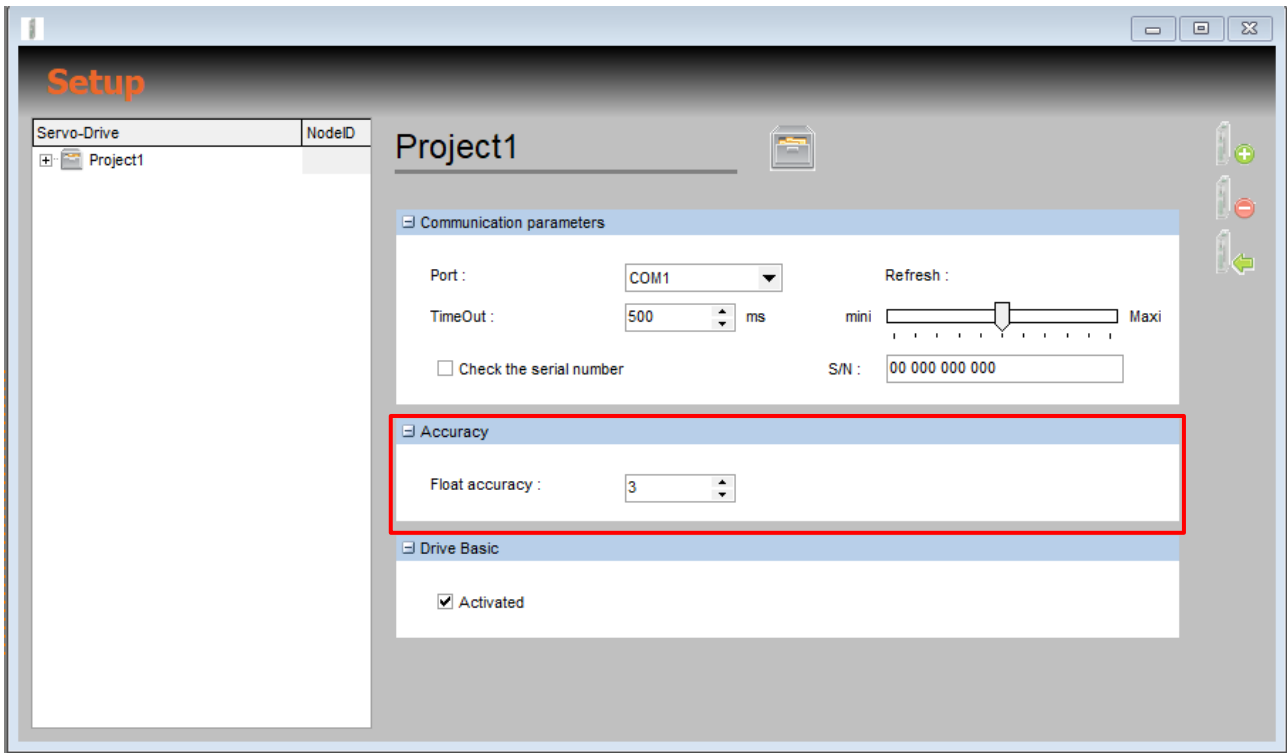 Setup
Servo-Drive NodeID
Project1
Project1
Communication parameters
Port : COM1 Refresh :
TimeOut : 500 ms mini Maxi
Check the serial number S/N : 00 000 000 000
Accuracy
Float accuracy : 3
Drive Basic
Activated